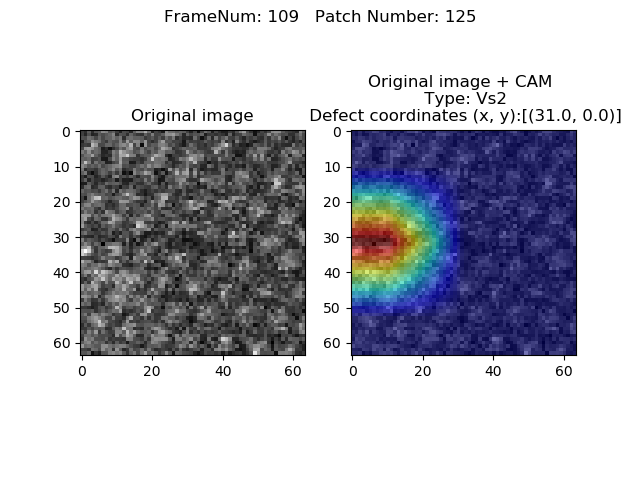 FrameNum: 109   Patch Number: 125
Original image
Original image + CAM
Type: Vs2
Defect coordinates (x, y):[(31.0, 0.0)]
0
10
20
30
40
50
60
0 20 40 60
0
10
20
30
40
50
60
0 20 40 60